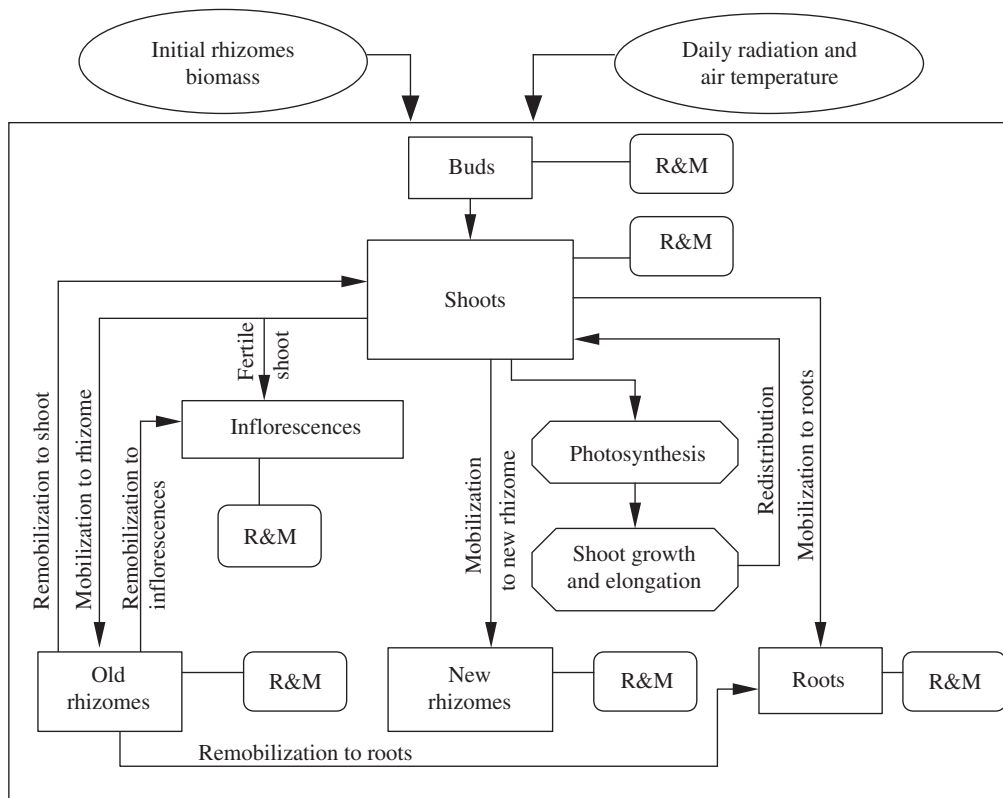 Initial rhizomes
biomass
Daily radiation and
air temperature
Buds
R&M
R&M
Shoots
Fertile
shoot
Remobilization to shoot
Mobilization to rhizome
Remobilization to
inflorescences
Inflorescences
R&M
Mobilization
to new rhizome
Photosynthesis
Shoot growth
and elongation
Redistribution
Mobilization to roots
Old
rhizomes
R&M
New
rhizomes
R&M
Roots
R&M
Remobilization to roots